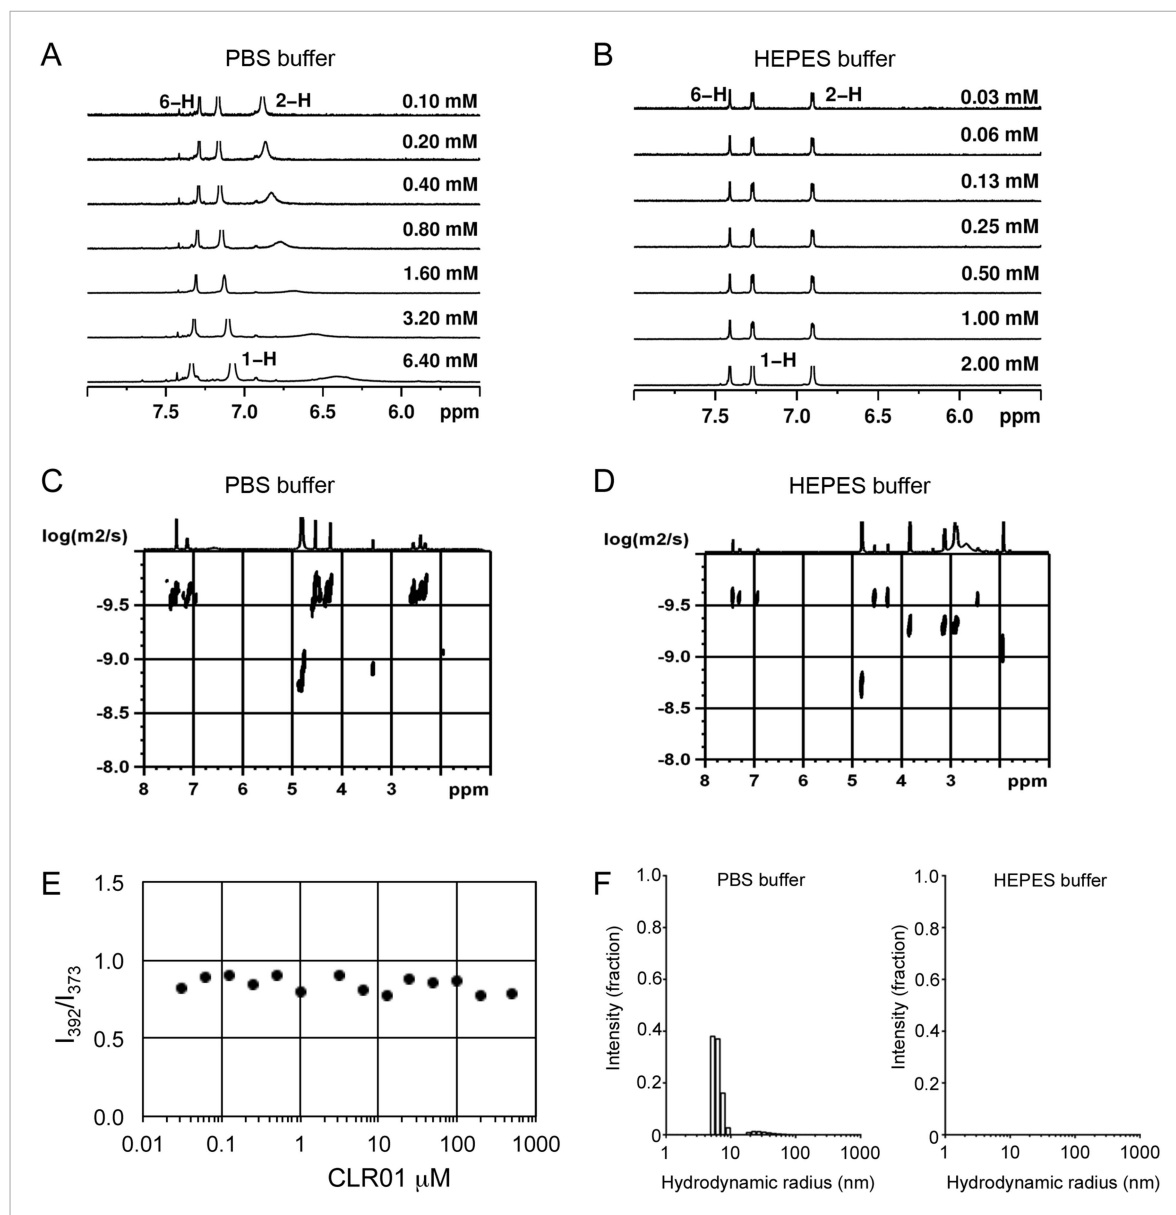 A
PBS buffer
6–H
2–H
0.10 mM
0.20 mM
0.40 mM
0.80 mM
1.60 mM
3.20 mM
1–H
6.40 mM
7.5 7.0 6.5 6.0 ppm
B
HEPES buffer
6–H
2–H
0.03 mM
0.06 mM
0.13 mM
0.25 mM
0.50 mM
1.00 mM
1–H
2.00 mM
7.5 7.0 6.5 6.0 ppm
C
PBS buffer
log(m2/s)
-9.5
-9.0
-8.5
-8.0
8 7 6 5 4 3 ppm
D
HEPES buffer
log(m2/s)
-9.5
-9.0
-8.5
-8.0
8 7 6 5 4 3 ppm
E
I392/I373
1.5
1.0
0.5
0.0
0.01 0.1 1 10 100 1000
CLR01 μM
F
PBS buffer
Intensity (fraction)
1.0
0.8
0.6
0.4
0.2
0
1 10 100 1000
Hydrodynamic radius (nm)
HEPES buffer
Intensity (fraction)
1.0
0.8
0.6
0.4
0.2
0
1 10 100 1000
Hydrodynamic radius (nm)